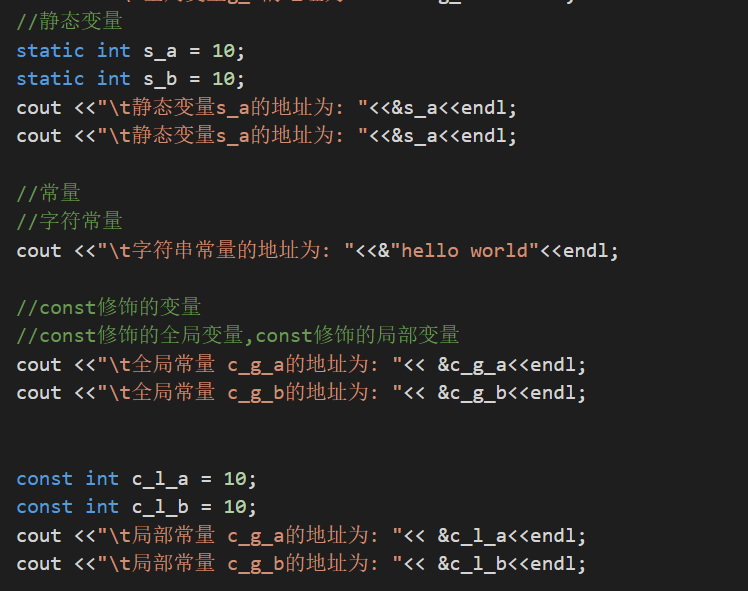 //静态变量
static int s_a = 10;
static int s_b = 10;
cout <<"\t静态变量s_a的地址为: "<<&s_a<<endl;
cout <<"\t静态变量s_a的地址为: "<<&s_a<<endl;
//常量
//字符常量
cout <<"\t字符串常量的地址为: "<<&"hello world"<<endl;
//const修饰的变量
//const修饰的全局变量,const修饰的局部变量
cout <<"\t全局常量 c_g_a的地址为: "<< &c_g_a<<endl;
cout <<"\t全局常量 c_g_b的地址为: "<< &c_g_b<<endl;
const int c_l_a = 10;
const int c_l_b = 10;
cout <<"\t局部常量 c_g_a的地址为: "<< &c_l_a<<endl;
cout <<"\t局部常量 c_g_b的地址为: "<< &c_l_b<<endl;